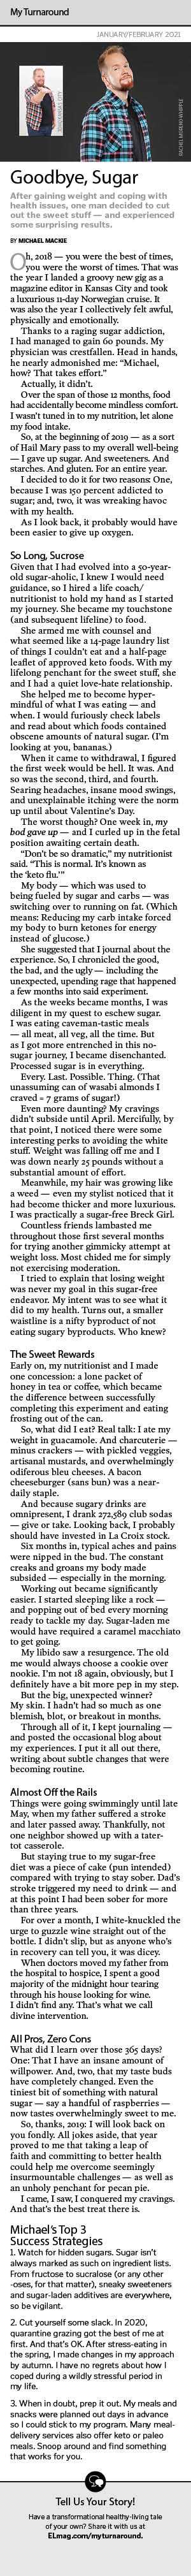 My Turnaround
JANUARY/FEBRUARY 2021
Goodbye, Sugar
After gaining weight and coping with
health issues, one man decided to cut
out the sweet stuff — and experienced
some surprising results.
BY MICHAEL MACKIE
Oh, 2018 — you were the best of times,
you were the worst of times. That was
the year I landed a groovy new gig as a
magazine editor in Kansas City and took
a luxurious 11-day Norwegian cruise. It
was also the year I collectively felt awful,
physically and emotionally.
Thanks to a raging sugar addiction,
I had managed to gain 60 pounds. My
physician was crestfallen. Head in hands,
he neatly admonished me: “Michael,
how? That takes effort.”
Actually, it didn’t.
Over the span of those 12 months, food
had accidentally become mindless comfort.
I wasn’t tuned in to my nutrition, let alone
my food intake.
So, at the beginning of 2019 — as a sort
of Hail Mary pass to my overall well-being
— I gave up sugar. And sweeteners. And
starches. And gluten. For an entire year.
I decided to do it for two reasons: One,
because I was 150 percent addicted to
sugar; and, two, it was wreaking havoc
with my health.
As I look back, it probably would have
been easier to give up oxygen.
So Long, Sucrose
Given that I had evolved into a 50-year-
old sugar-aholic, I knew I would need
guidance, so I hired a life coach/
nutritionist to hold my hand as I started
my journey. She became my touchstone
(and subsequent lifeline) to food.
She armed me with counsel and
what seemed like a 14-page laundry list
of things I couldn’t eat and a half-page
leaflet of approved keto foods. With my
lifelong penchant for the sweet stuff, she
and I had a quiet love-hate relationship.
She helped me to become hyper-
mindful of what I was eating — and
when. I would furiously check labels
and read about which foods contained
obscene amounts of natural sugar. (I’m
looking at you, bananas.)
When it came to withdrawal, I figured
the first week would be hell. It was. And
so was the second, third, and fourth.
Searing headaches, insane mood swings,
and unexplainable itching were the norm
up until about Valentine’s Day.
The worst though? One week in, my
bod gave up — and I curled up in the fetal
position awaiting certain death.
“Don’t be so dramatic,” my nutritionist
said. “This is normal. It’s known as
the ‘keto flu.’”
My body — which was used to
being fueled by sugar and carbs — was
switching over to running on fat. (Which
means: Reducing my carb intake forced
my body to burn ketones for energy
instead of glucose.)
She suggested that I journal about the
experience. So, I chronicled the good,
the bad, and the ugly — including an
unexpected, upending rage that happened
a few months into said experiment.
As the weeks became months, I was
diligent in my quest to eschew sugar.
I was eating caveman-tastic meals
— all meat, all veg, all the time. But
as I got more entrenched in this no-
sugar journey, I became disenchanted.
Processed sugar is in everything.
Every. Last. Possible. Thing. (That
unassuming can of wasabi almonds I
craved = 7 grams of sugar!)
Even more daunting? My cravings
didn’t subside until April. Mercifully, by
that point, I noticed there were some
interesting perks to avoiding the white
stuff. Weight was falling off me and I
was down nearly 25 pounds without a
substantial amount of effort.
Meanwhile, my hair was growing like
a weed — even my stylist noticed that it
had become thicker and more luxurious.
I was practically a sugar-free Breck Girl.
Countless friends lambasted me
throughout those first several months
for trying another gimmicky attempt at
weight loss. Most chided me for simply
not exercising moderation.
I tried to explain that losing weight
was never my goal in this sugar-free
endeavor. My intent was to see what it
did to my health. Turns out, a smaller
waistline is a nifty byproduct of not
eating sugary byproducts. Who knew?
The Sweet Rewards
Early on, my nutritionist and I made
one concession: a lone packet of
honey in tea or coffee, which became
the difference between successfully
completing this experiment and eating
frosting out of the can.
So, what did I eat? Real talk: I ate my
weight in guacamole. And charcuterie —
minus crackers — with pickled veggies,
artisanal mustards, and overwhelmingly
odiferous bleu cheeses. A bacon
cheeseburger (sans bun) was a near-
daily staple.
And because sugary drinks are
omnipresent, I drank 272,589 club sodas
— give or take. Looking back, I probably
should have invested in La Croix stock.
Six months in, typical aches and pains
were nipped in the bud. The constant
creaks and groans my body made
subsided — especially in the morning.
Working out became significantly
easier. I started sleeping like a rock —
and popping out of bed every morning
ready to tackle my day. Sugar-laden me
would have required a camel macchiato
to get going.
My libido saw a resurgence. The old
me would always choose a cookie over
nookie. I’m not 18 again, obviously, but I
definitely have a bit more pep in my step.
But the big, unexpected winner?
My skin. I hadn’t had so much as one
blemish, blot, or breakout in months.
Through all of it, I kept journaling —
and posted the occasional blog about
my experiences. I put it all out there,
writing about subtle changes that were
becoming routine.
Almost Off the Rails
Things were going swimmingly until late
May, when my father suffered a stroke
and later passed away. Thankfully, not
one neighbor showed up with a tater-
tot casserole.
But staying true to my sugar-free
diet was a piece of cake (pun intended)
compared with trying to stay sober. Dad’s
stroke triggered my need to drink — and
at this point I had been sober for more
than three years.
For over a month, I white-knuckled the
urge to guzzle wine straight out of the
bottle. I didn’t slip, but as anyone who’s
in recovery can tell you, it was dicey.
When doctors moved my father from
the hospital to hospice, I spent a good
majority of the midnight hour tearing
through his house looking for wine.
I didn’t find any. That’s what we call
divine intervention.
All Pros, Zero Cons
What did I learn over those 365 days?
One: That I have an insane amount of
willpower. And, two, that my taste buds
have completely changed. Even the
tiniest bit of something with natural
sugar — say a handful of raspberries —
now tastes overwhelmingly sweet to me.
So, thanks, 2019: I will look back on
you fondly. All jokes aside, that year
proved to me that taking a leap of
faith and committing to better health
could help me overcome seemingly
insurmountable challenges — as well as
an unholy penchant for pecan pie.
I came, I saw, I conquered my cravings.
And that’s the best treat there is.
Michael’s Top 3
Success Strategies
1. Watch for hidden sugars. Sugar isn’t
always marked as such on ingredient lists.
From fructose to sucralose (or any other
-oses, for that matter), sneaky sweeteners
and sugar-laden additives are everywhere,
so be vigilant.
2. Cut yourself some slack. In 2020,
quarantine grazing got the best of me at
first. And that’s OK. After stress-eating in
the spring, I made changes in my approach
by autumn. I have no regrets about how I
coped during a wildly stressful period in
my life.
3. When in doubt, prep it out. My meals and
snacks were planned out days in advance
so I could stick to my program. Many meal-
delivery services also offer keto or paleo
meals. Snoop around and find something
that works for you.
Tell Us Your Story!
Have a transformational healthy-living tale
of your own? Share it with us at
ELmag.com/myturnaround.